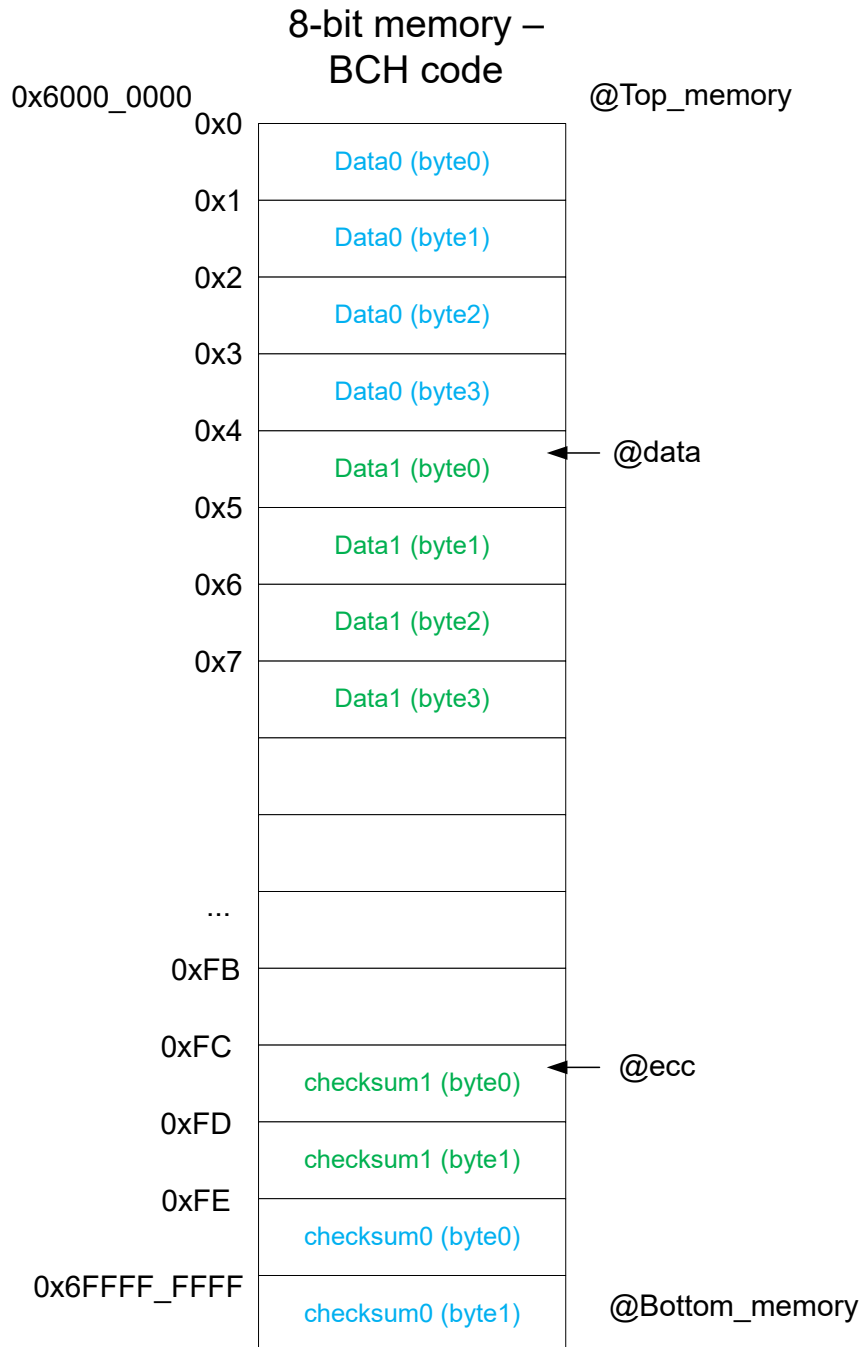 8-bit memory –
BCH code
0x6000_0000
@Top_memory
0x0
Data0 (byte0)
0x1
Data0 (byte1)
0x2
Data0 (byte2)
0x3
Data0 (byte3)
0x4
@data
Data1 (byte0)
0x5
Data1 (byte1)
0x6
Data1 (byte2)
0x7
Data1 (byte3)
...
0xFB
0xFC
@ecc
checksum1 (byte0)
0xFD
checksum1 (byte1)
0xFE
checksum0 (byte0)
0x6FFFF_FFFF
checksum0 (byte1)
@Bottom_memory